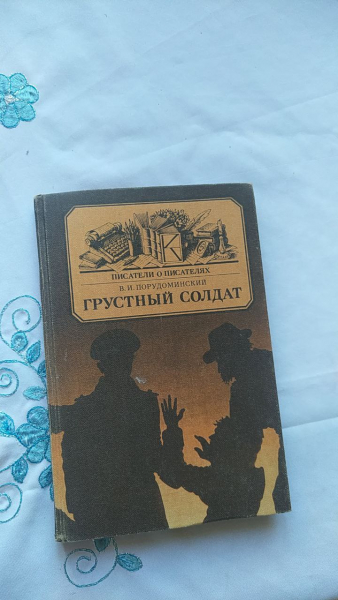 ПИСАТЕЛИ О ПИСАТЕЛЯХ
В. И. ПОРУДОМИНСКИЙ
ГРУСТНЫЙ СОЛДАТ